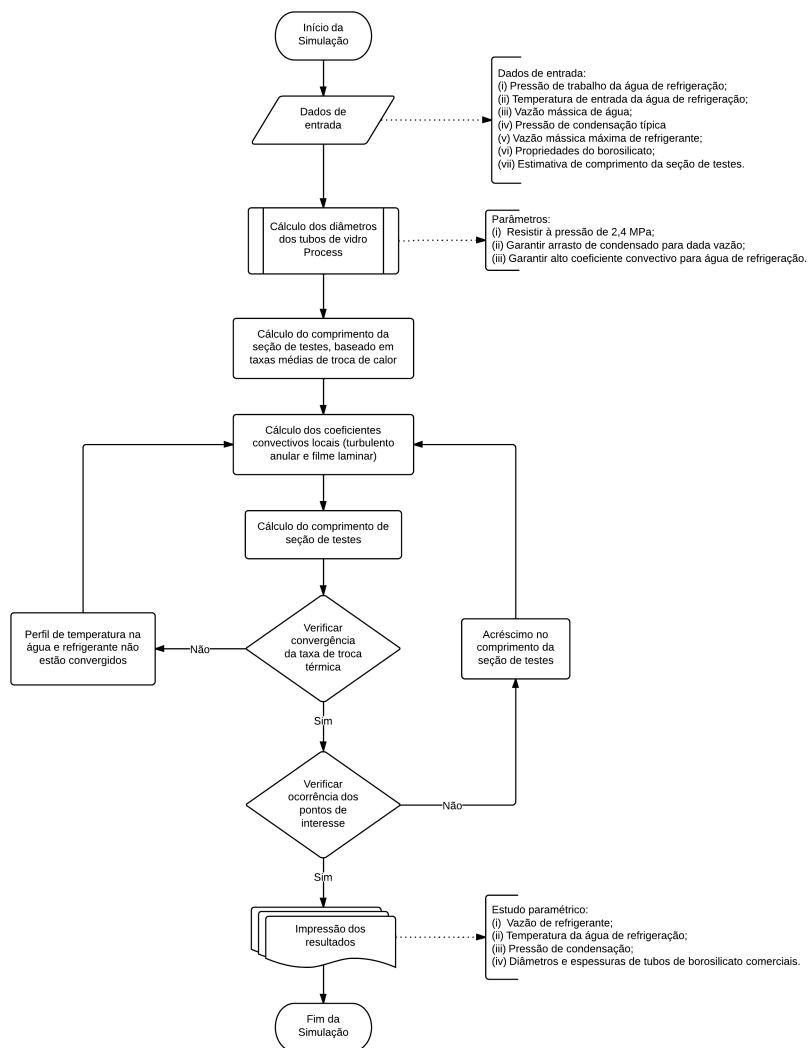 Início da
Simulação
Dados de
entrada
Dados de entrada:
(i) Pressão de trabalho da água de refrigeração;
(ii) Temperatura de entrada da água de refrigeração;
(iii) Vazão mássica de água;
(iv) Pressão de condensação típica
(v) Vazão mássica máxima de refrigerante;
(vi) Propriedades do borosilicato;
(vii) Estimativa de comprimento da seção de testes.
Cálculo dos diâmetros
dos tubos de vidro
Process
Parâmetros:
(i) Resistir à pressão de 2,4 MPa;
(ii) Garantir arrasto de condensado para dada vazão;
(iii) Garantir alto coeficiente convectivo para água de refrigeração.
Cálculo do comprimento da
seção de testes, baseado em
taxas médias de troca de calor
Cálculo dos coeficientes
convectivos locais (turbulento
anular e filme laminar)
Cálculo do comprimento de
seção de testes
Verificar
convergência
da taxa de troca
térmica
Não
Perfil de temperatura na
água e refrigerante não
estão convergidos
Acréscimo no
comprimento da
seção de testes
Sim
Verificar
ocorrência dos
pontos de
interesse
Não
Sim
Impressão dos
resultados
Estudo paramétrico:
(i) Vazão de refrigerante;
(ii) Temperatura da água de refrigeração;
(iii) Pressão de condensação;
(iv) Diâmetros e espessuras de tubos de borosilicato comerciais.
Fim da
Simulação